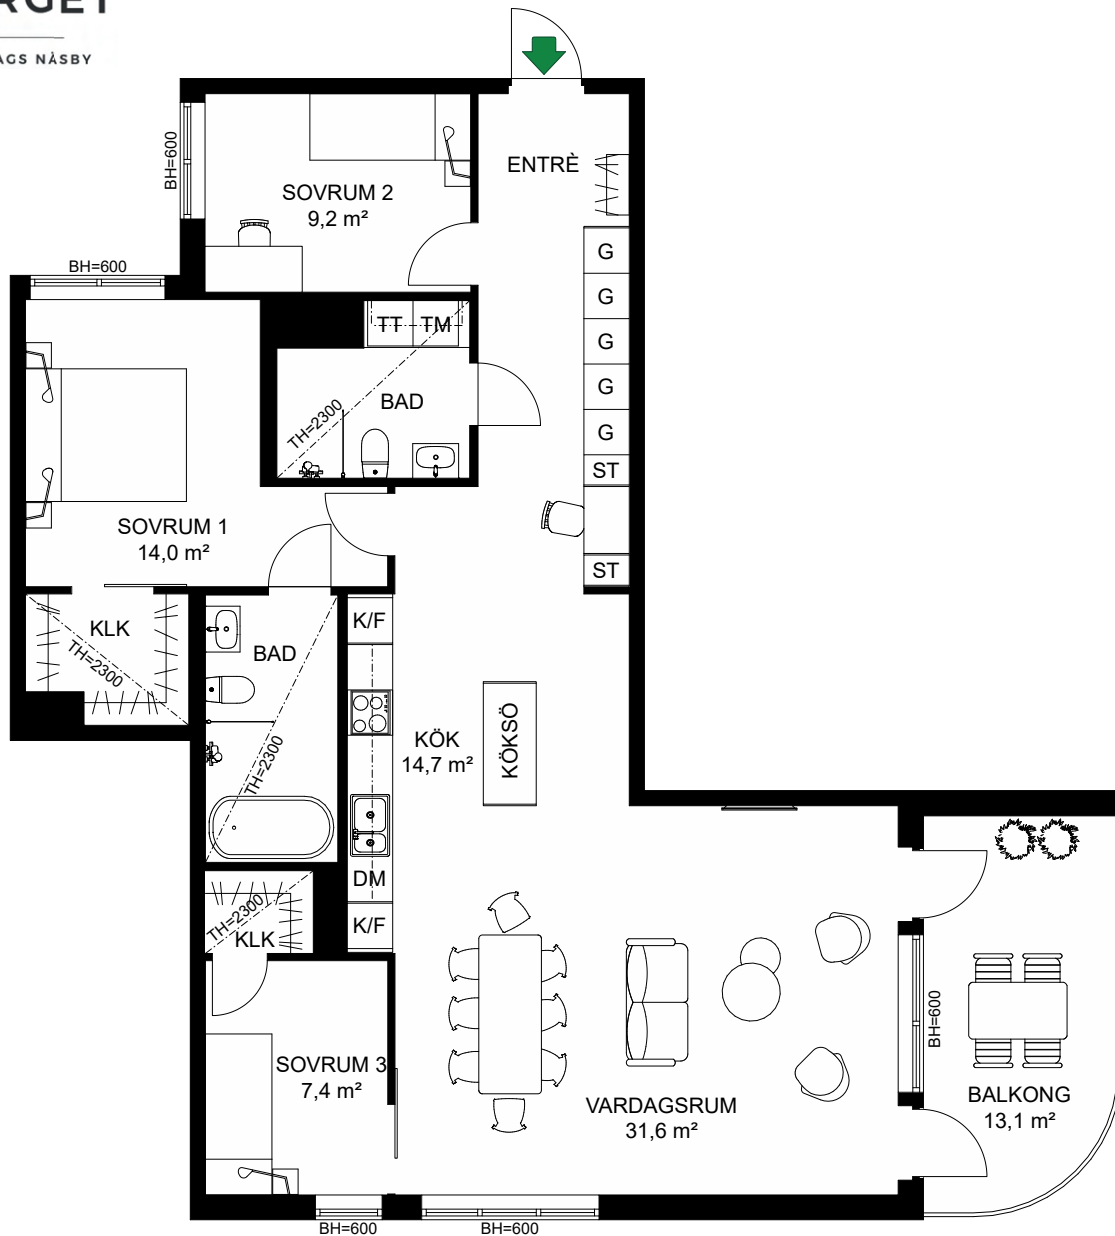 AGS NÄSBY
ENTRÈ
BH=600
SOVRUM 2
9,2 m²
G
G
G
G
G
ST
ST
BH=600
TT TM
BAD
TH=2300
SOVRUM 1
14,0 m²
KLK
TH=2300
BAD
TH=2300
K/F
KÖK
14,7 m²
KÖKSÖ
DM
K/F
TH=2300
KLK
SOVRUM 3
7,4 m²
VARDAGSRUM
31,6 m²
BH=600
BALKONG
13,1 m²
BH=600
BH=600